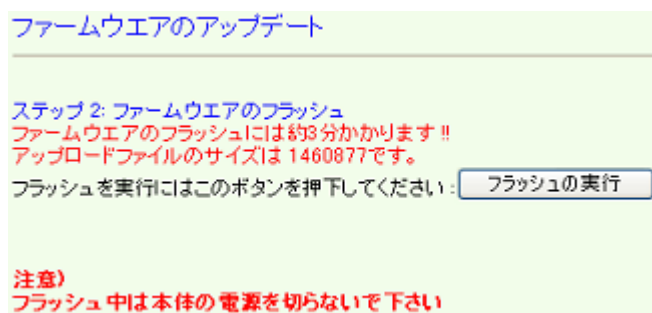 ファームウエアのアップデート
ステップ 2: ファームウエアのフラッシュ
ファームウエアのフラッシュには約3分かかります !!
アップロードファイルのサイズは 1460877です。
フラッシュを実行にはこのボタンを押下してください : フラッシュの実行
注意)
フラッシュ中は本体の電源を切らないで下さい